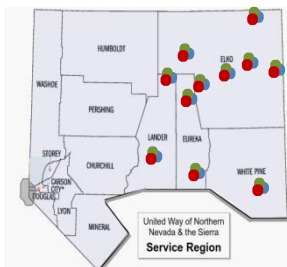 HUMBOLDT
ELKO
WASHOE
PERSHING
LANDER
EUREKA
STOREY
CHURCHILL
WHITE PINE
CARSON
CITY*
DOUGLAS
LYON
MINERAL
United Way of Northern
Nevada & the Sierra
Service Region